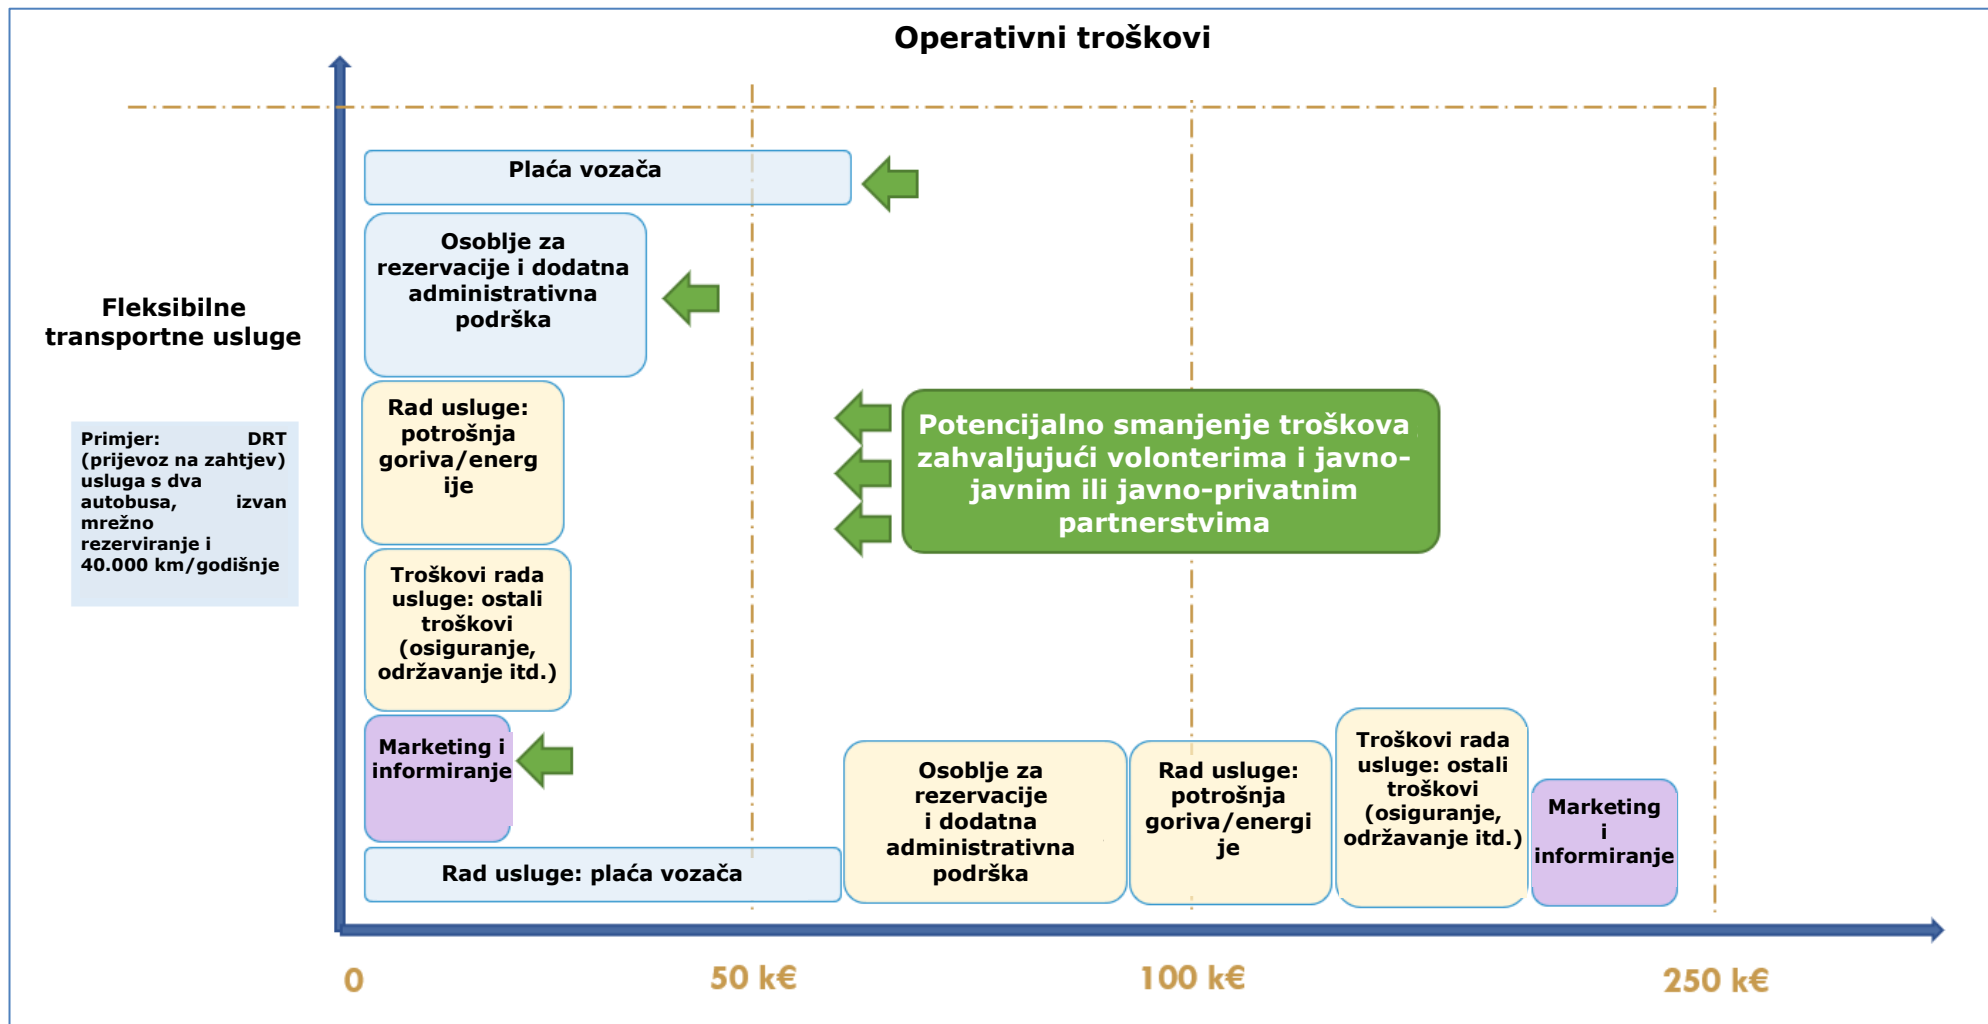 Operativni troškovi
Plaća vozača
Osoblje za
rezervacije i dodatna
administrativna
podrška
Fleksibilne
transportne usluge
Rad usluge:
potrošnja
goriva/energ
ije
Potencijalno smanjenje troškova
zahvaljujući volonterima i javno-
javnim ili javno-privatnim
partnerstvima
Primjer: DRT
(prijevoz na zahtjev)
usluga s dva
autobusa, izvan
mrežno
rezerviranje i
40.000 km/godišnje
Troškovi rada
usluge: ostali
troškovi
(osiguranje,
održavanje itd.)
Marketing i
informiranje
Rad usluge: plaća vozača
Osoblje za
rezervacije
i dodatna
administrativna
podrška
Rad usluge:
potrošnja
goriva/energi
je
Troškovi rada
usluge: ostali
troškovi
(osiguranje,
održavanje itd.)
Marketing
i
informiranje
0
50 k€
100 k€
250 k€